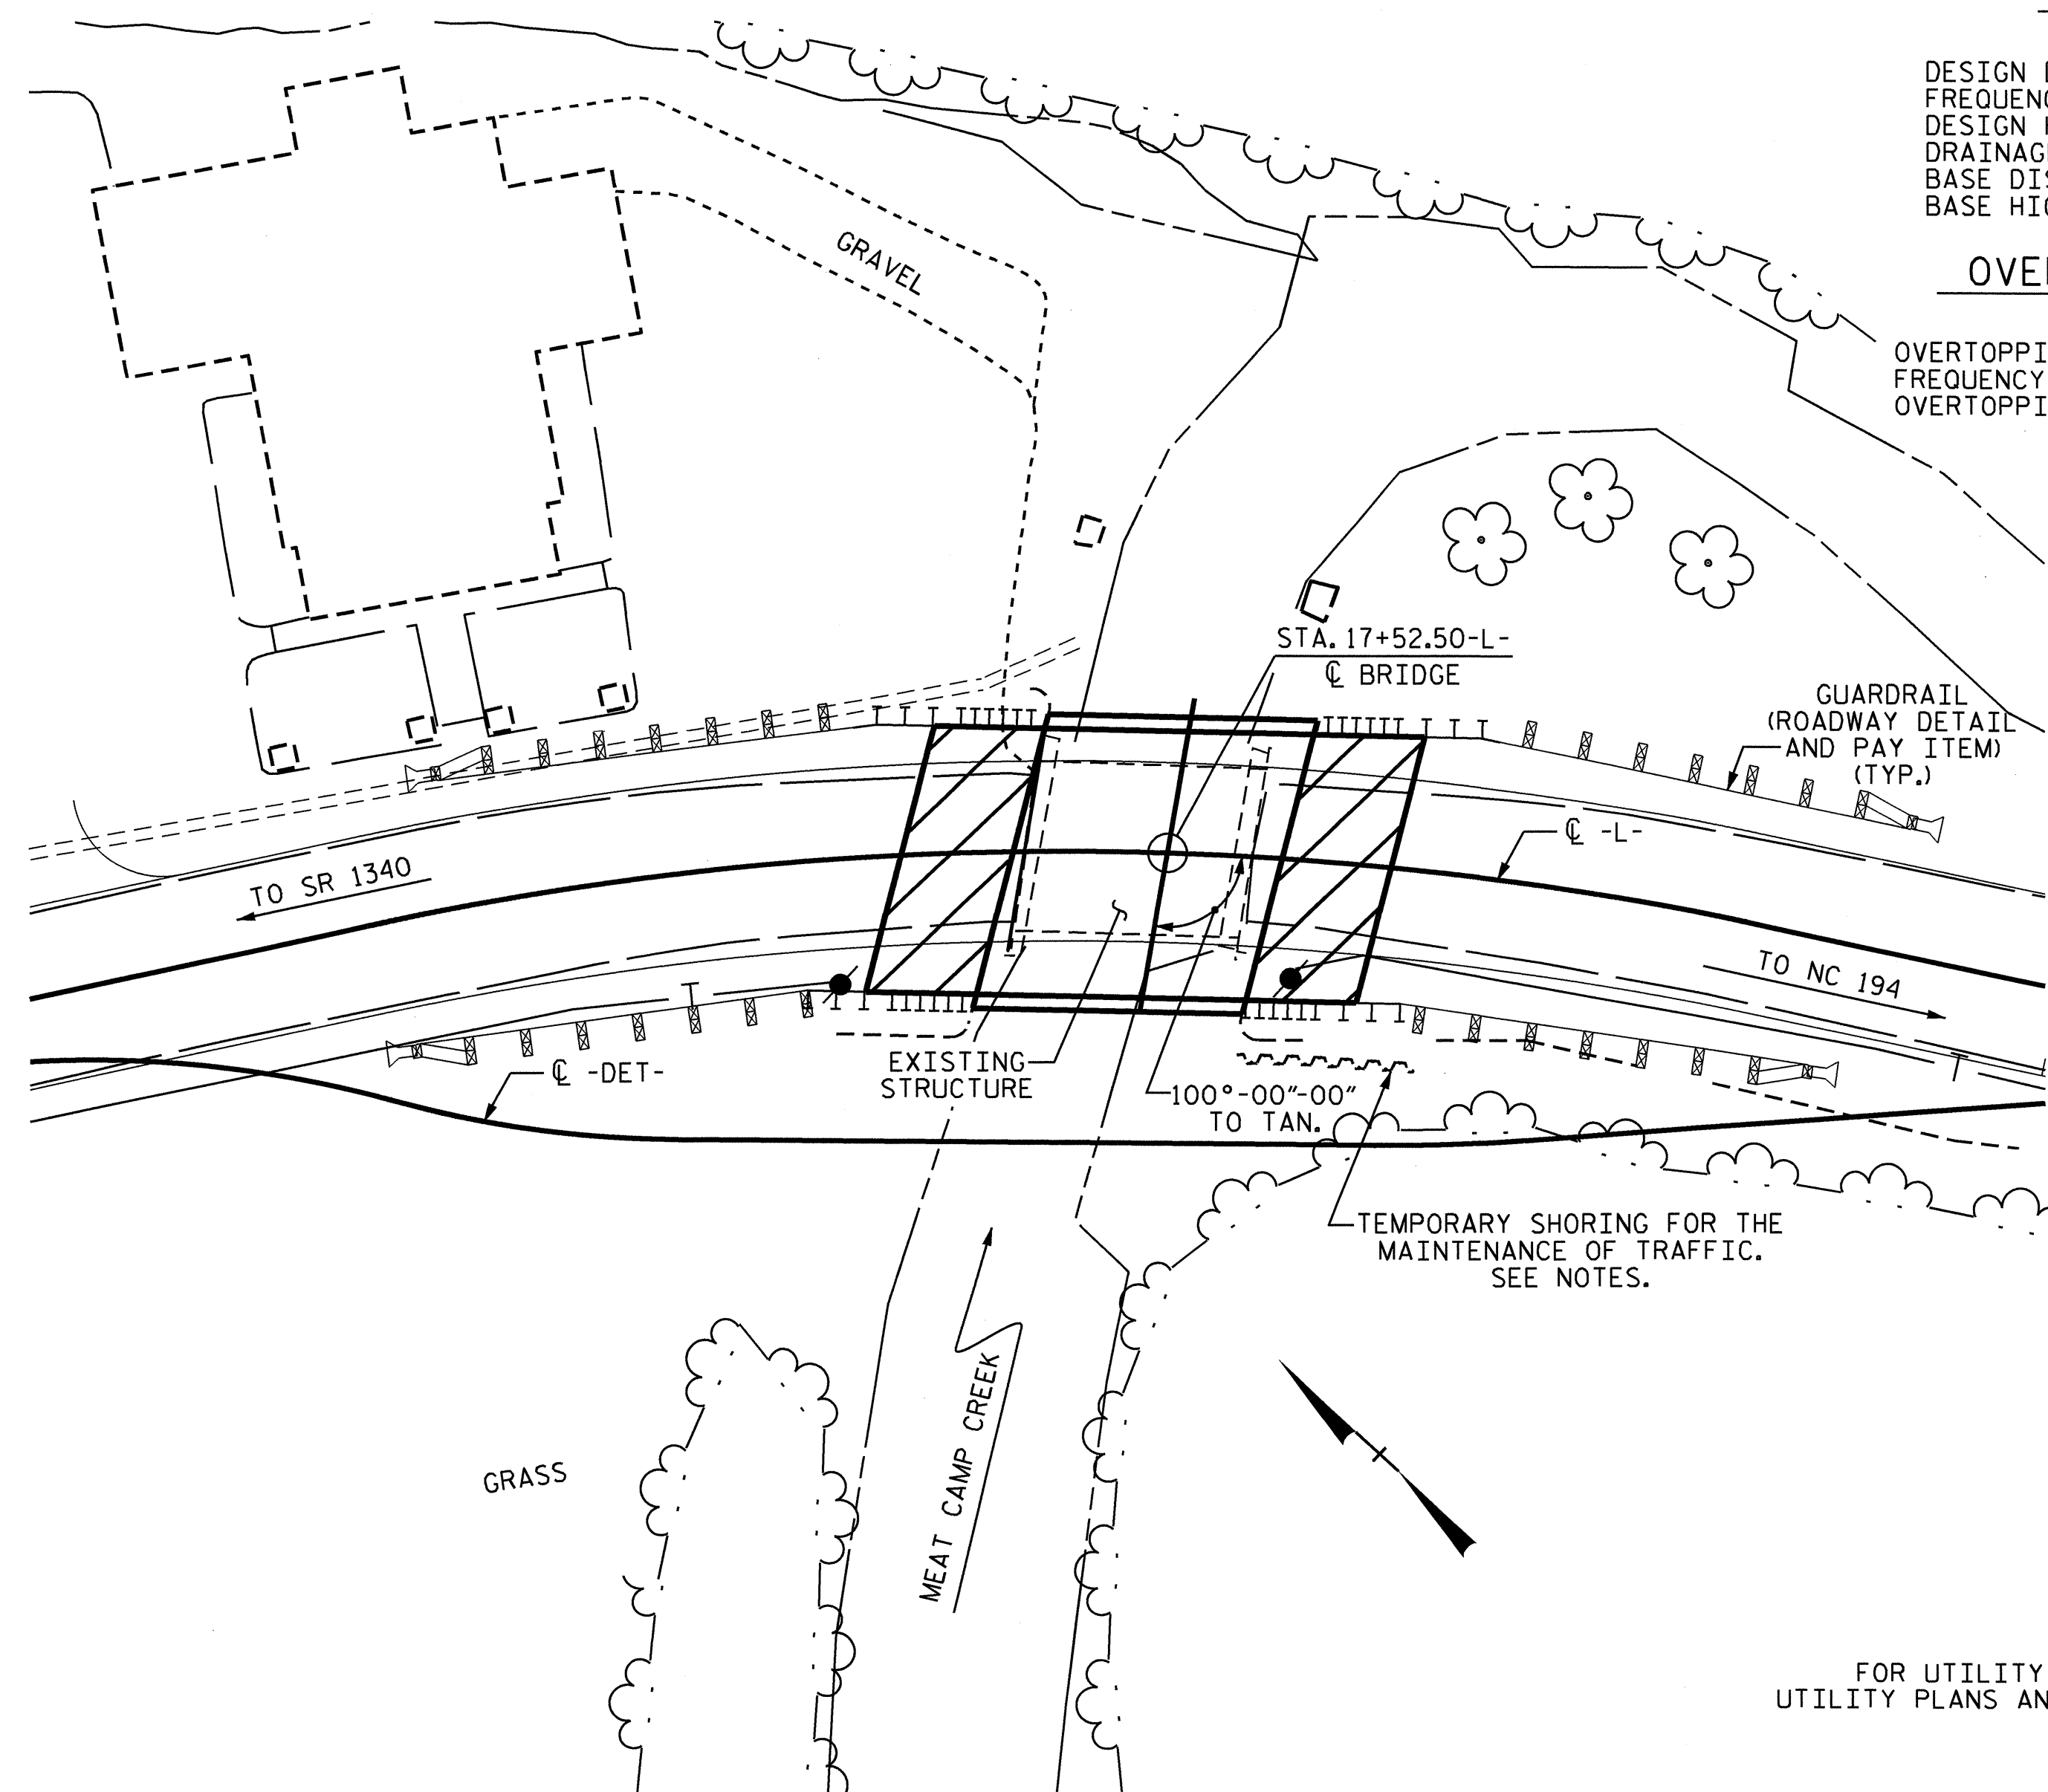 DESIGN
FREQUENC
DESIGN
DRAINAG
BASE DIS
BASE HI
OVE
OVERTOPPI
FREQUENCY
OVERTOPPI
GRAVEL
STA. 17+52.50-L-
℄ BRIDGE
GUARDRAIL
(ROADWAY DETAIL
AND PAY ITEM)
(TYP.)
℄ -L-
TO SR 1340
TO NC 194
EXISTING
STRUCTURE
℄ -DET-
100°-00"-00"
TO TAN.
TEMPORARY SHORING FOR THE
MAINTENANCE OF TRAFFIC.
SEE NOTES.
MEAT CAMP CREEK
GRASS
FOR UTILITY
UTILITY PLANS AN